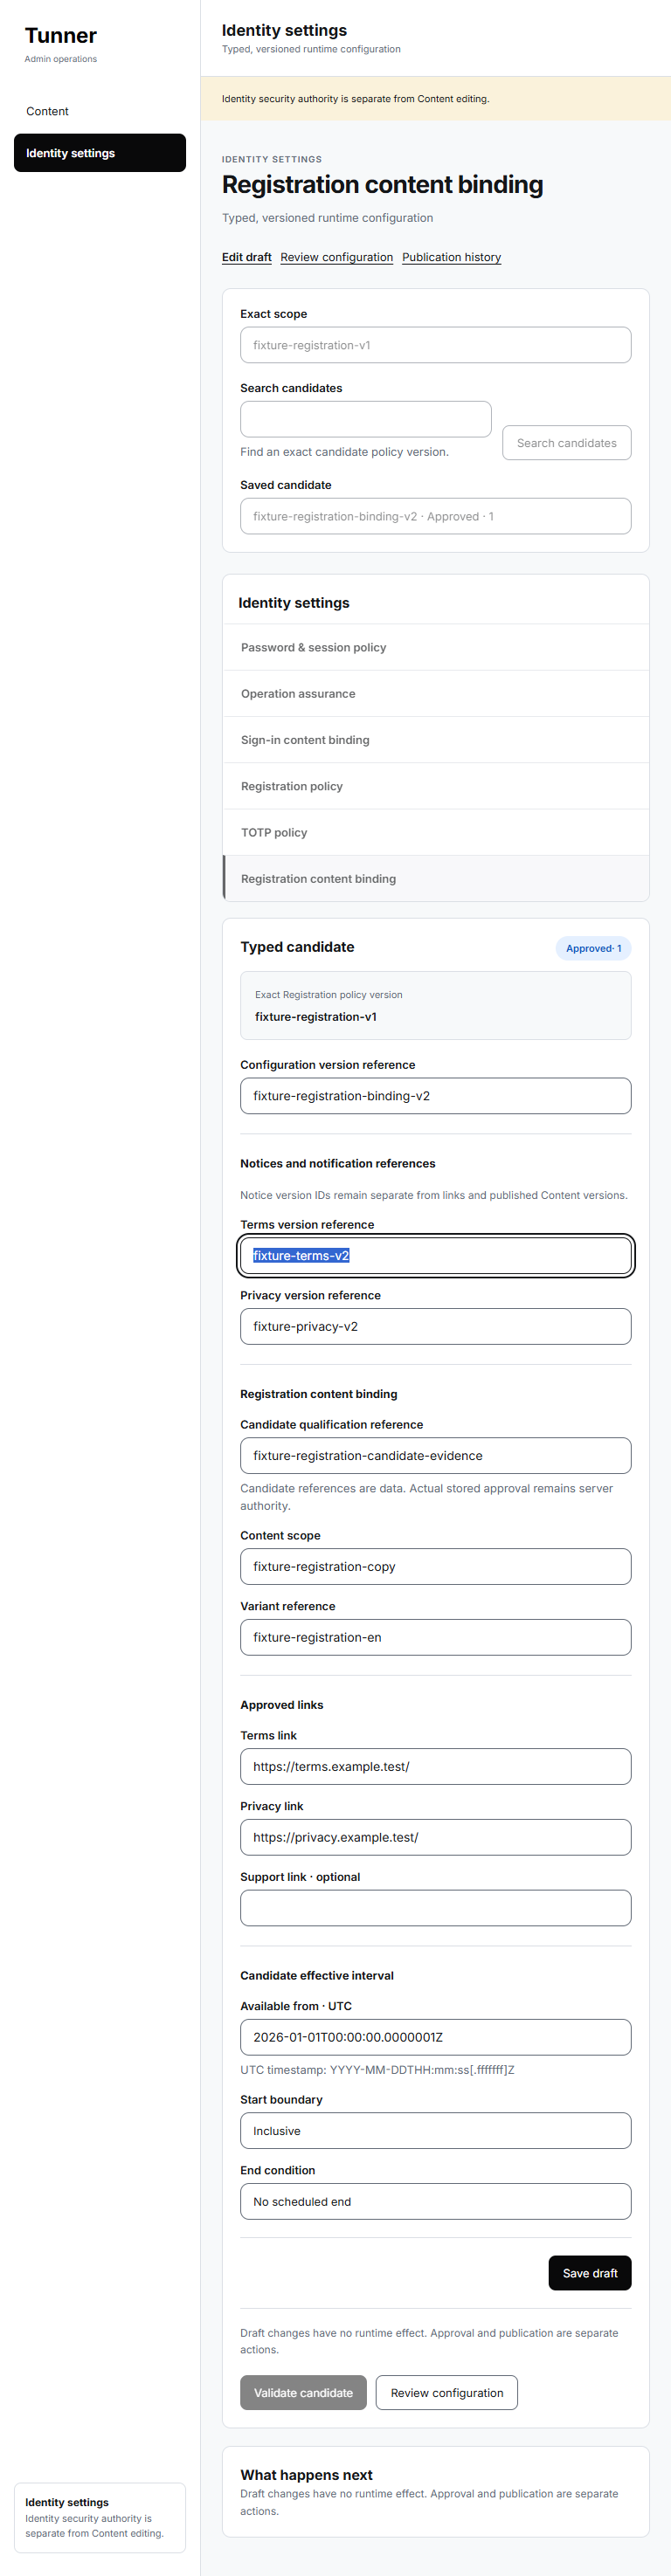 Tunner
Admin operations
Content
Identity settings
Identity settings
Typed, versioned runtime configuration
Identity security authority is separate from Content editing.
IDENTITY SETTINGS
Registration content binding
Typed, versioned runtime configuration
Edit draft Review configuration Publication history
Exact scope
fixture-registration-v1
Search candidates
Find an exact candidate policy version.
Search candidates
Saved candidate
fixture-registration-binding-v2 · Approved · 1
Identity settings
Password & session policy
Operation assurance
Sign-in content binding
Registration policy
TOTP policy
Registration content binding
Typed candidate
Approved· 1
Exact Registration policy version
fixture-registration-v1
Configuration version reference
fixture-registration-binding-v2
Notices and notification references
Notice version IDs remain separate from links and published Content versions.
Terms version reference
fixture-terms-v2
Privacy version reference
fixture-privacy-v2
Registration content binding
Candidate qualification reference
fixture-registration-candidate-evidence
Candidate references are data. Actual stored approval remains server
authority.
Content scope
fixture-registration-copy
Variant reference
fixture-registration-en
Approved links
Terms link
https://terms.example.test/
Privacy link
https://privacy.example.test/
Support link · optional
Candidate effective interval
Available from · UTC
2026-01-01T00:00:00.0000001Z
UTC timestamp: YYYY-MM-DDTHH:mm:ss[.fffffff]Z
Start boundary
Inclusive
End condition
No scheduled end
Save draft
Draft changes have no runtime effect. Approval and publication are separate
actions.
Validate candidate
Review configuration
What happens next
Draft changes have no runtime effect. Approval and publication are separate
actions.
Identity settings
Identity security authority is
separate from Content editing.